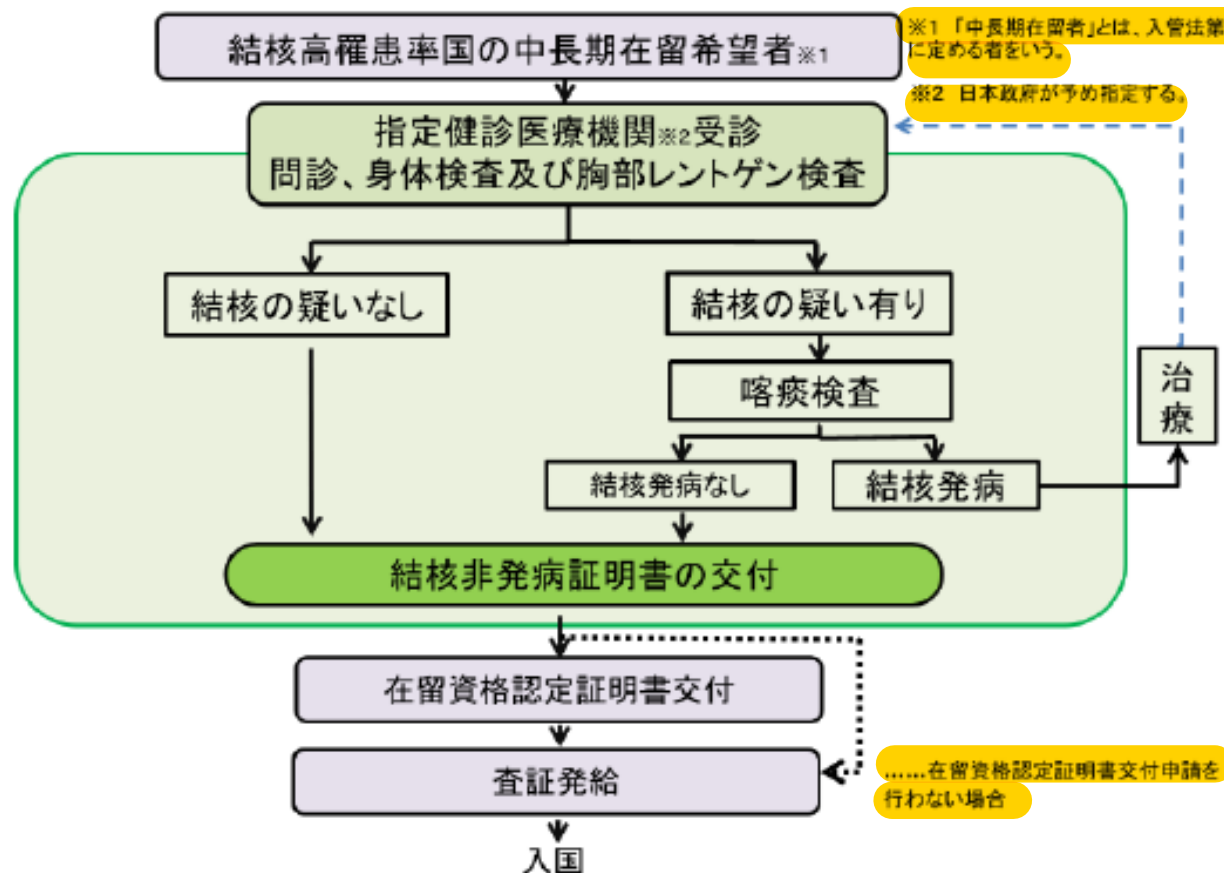 結核高罹患率国の中長期在留希望者※1
※1 「中長期在留者」とは、入管法第
に定める者をいう。
※2 日本政府が予め指定する。
指定健診医療機関※2受診
問診、身体検査及び胸部レントゲン検査
結核の疑いなし
結核の疑い有り
喀痰検査
治療
結核発病なし
結核発病
結核非発病証明書の交付
在留資格認定証明書交付
査証発給
……在留資格認定証明書交付申請を
行わない場合
入国